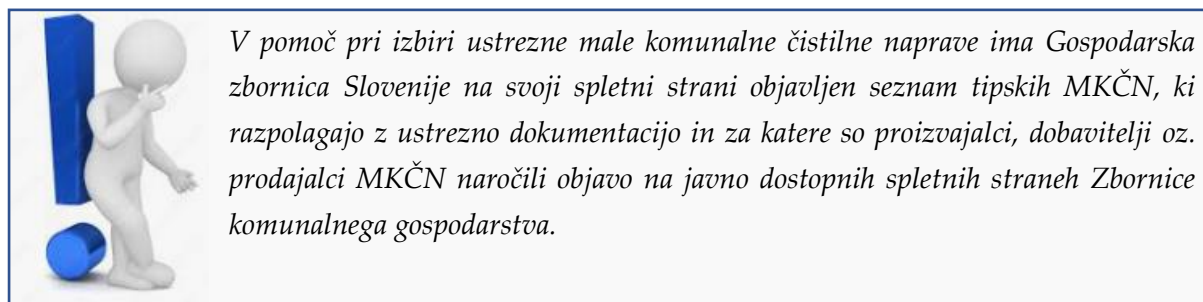 V pomoč pri izbiri ustrezne male komunalne čistilne naprave ima Gospodarska
zbornica Slovenije na svoji spletni strani objavljen seznam tipskih MKČN, ki
razpolagajo z ustrezno dokumentacijo in za katere so proizvajalci, dobavitelji oz.
prodajalci MKČN naročili objavo na javno dostopnih spletnih straneh Zbornice
komunalnega gospodarstva.